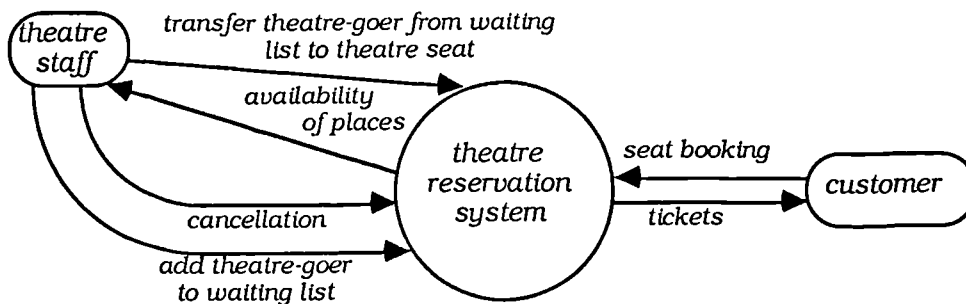 theatre
staff
transfer theatre-goer from waiting
list to theatre seat
availability
of places
theatre
reservation
system
seat booking
customer
tickets
cancellation
add theatre-goer
to waiting list